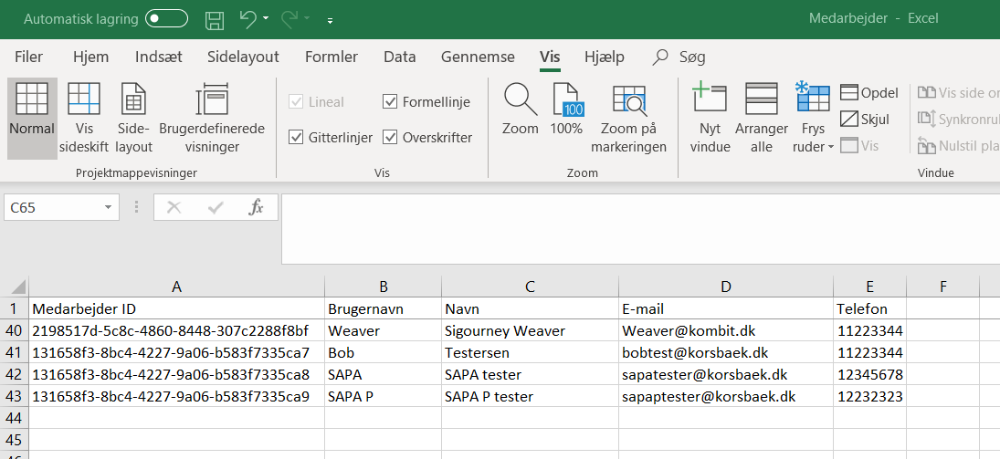 Automatisk lagring Medarbejder - Excel
Filer Hjem Indsæt Sidelayout Formler Data Gennemse Vis Hjælp Søg
Normal Vis sideskift Side-layout Brugerdefinerede visninger
Projektmappevisninger
Lineal Formellinje
Gitterlinjer Overskrifter
Vis
Zoom 100% Zoom på markeringen
100
Zoom
Nyt vindue Arranger alle Frys ruder
Opdel
Skjul
Vis
Vis side
Synkronru
Nulstil pla
Vindue
C65 fx
A B C D E F
1 Medarbejder ID Brugernavn Navn E-mail Telefon
40 2198517d-5c8c-4860-8448-307c2288f8bf Weaver Sigourney Weaver Weaver@kombit.dk 11223344
41 131658f3-8bc4-4227-9a06-b583f7335ca7 Bob Testersen bobtest@korsbaek.dk 11223344
42 131658f3-8bc4-4227-9a06-b583f7335ca8 SAPA SAPA tester sapatester@korsbaek.dk 12345678
43 131658f3-8bc4-4227-9a06-b583f7335ca9 SAPA P SAPA P tester sapaptester@korsbaek.dk 12232323
44
45